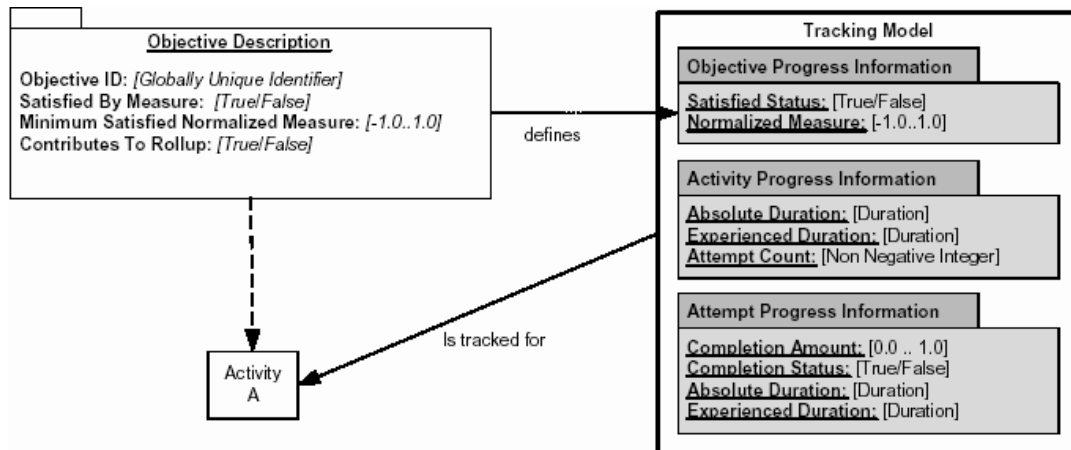 Objective Description
Objective ID: [Globally Unique Identifier]
Satisfied By Measure: [True/False]
Minimum Satisfied Normalized Measure: [-1.0..1.0]
Contributes To Rollup: [True/False]
defines
Is tracked for
Activity
A
Tracking Model
Objective Progress Information
Satisfied Status: [True/False]
Normalized Measure: [-1.0..1.0]
Activity Progress Information
Absolute Duration: [Duration]
Experienced Duration: [Duration]
Attempt Count: [Non Negative Integer]
Attempt Progress Information
Completion Amount: [0.0 .. 1.0]
Completion Status: [True/False]
Absolute Duration: [Duration]
Experienced Duration: [Duration]